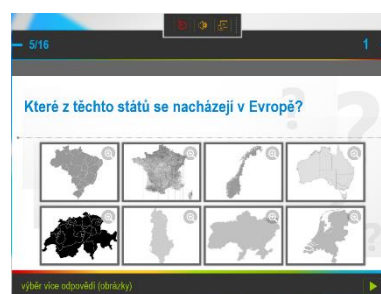 5/16
1
Které z těchto států se nacházejí v Evropě?
výběr více odpovědí (obrázky)